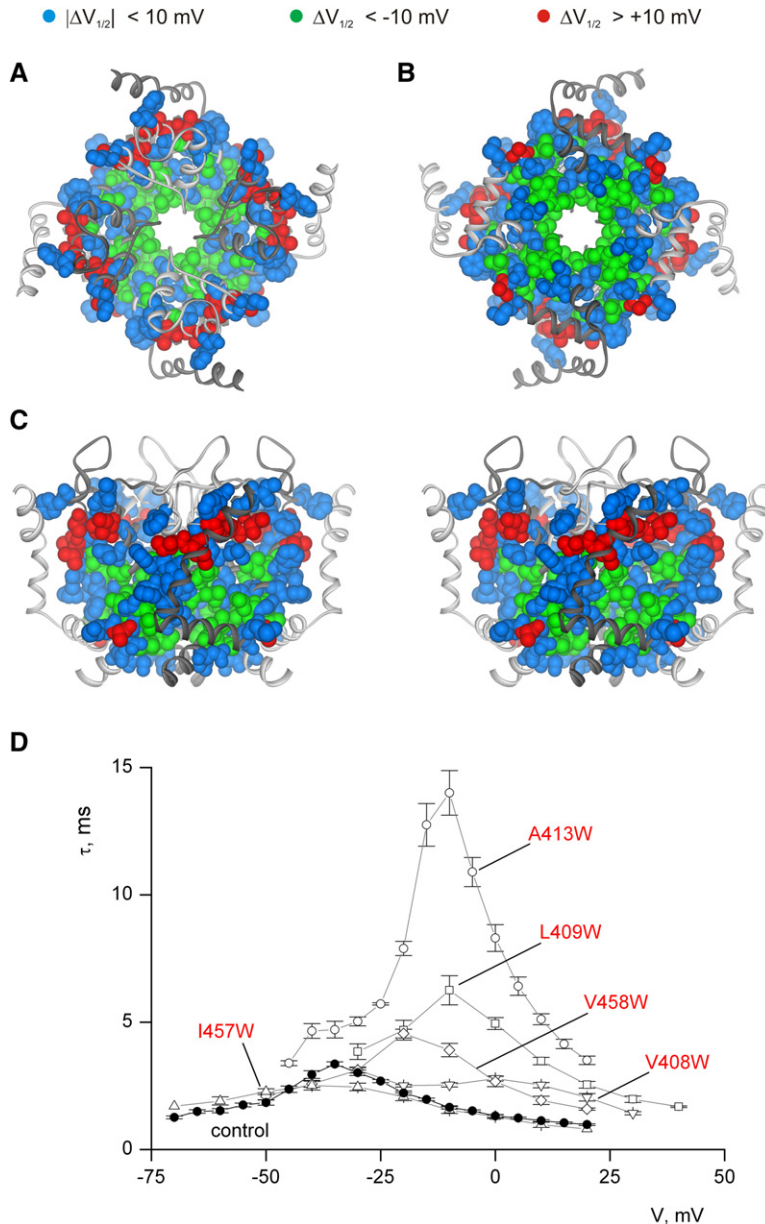 |ΔV1/2| < 10 mV ΔV1/2 < -10 mV ΔV1/2 > +10 mV
A B
C
D
15
τ, ms
A413W
10
L409W
V458W
I457W
5
V408W
control
0
-75 -50 -25 0 25 50
V, mV